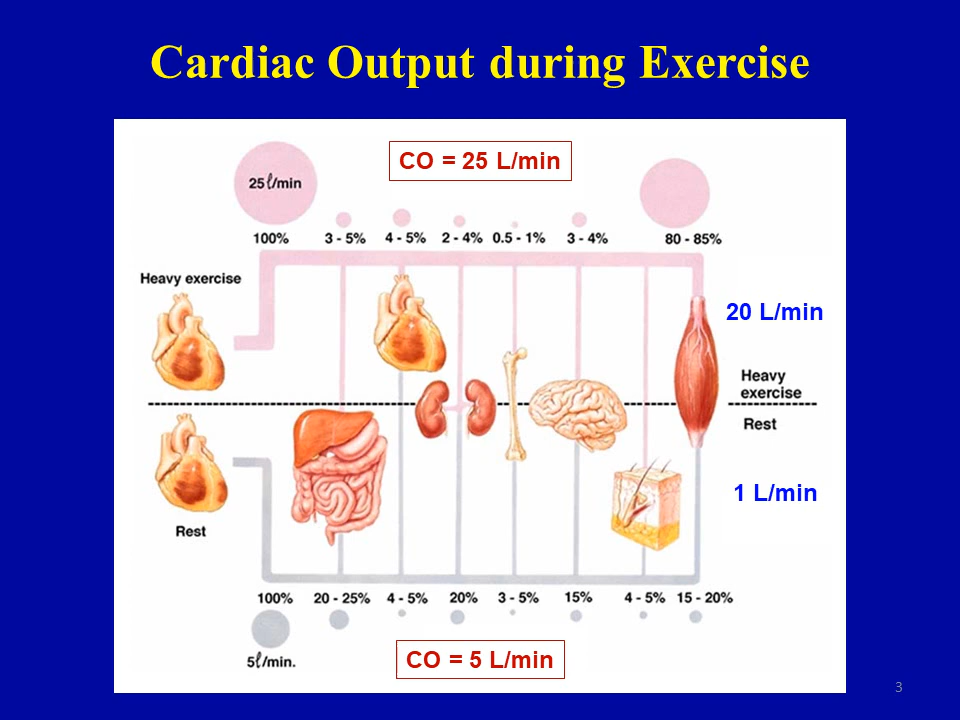 Cardiac Output during Exercise
CO = 25 L/min
25 ℓ/min
100% 3 - 5% 4 - 5% 2 - 4% 0.5 - 1% 3 - 4% 80 - 85%
Heavy exercise
20 L/min
Heavy
exercise
Rest
1 L/min
Rest
100% 20 - 25% 4 - 5% 20% 3 - 5% 15% 4 - 5% 15 - 20%
5ℓ/min.
CO = 5 L/min
3